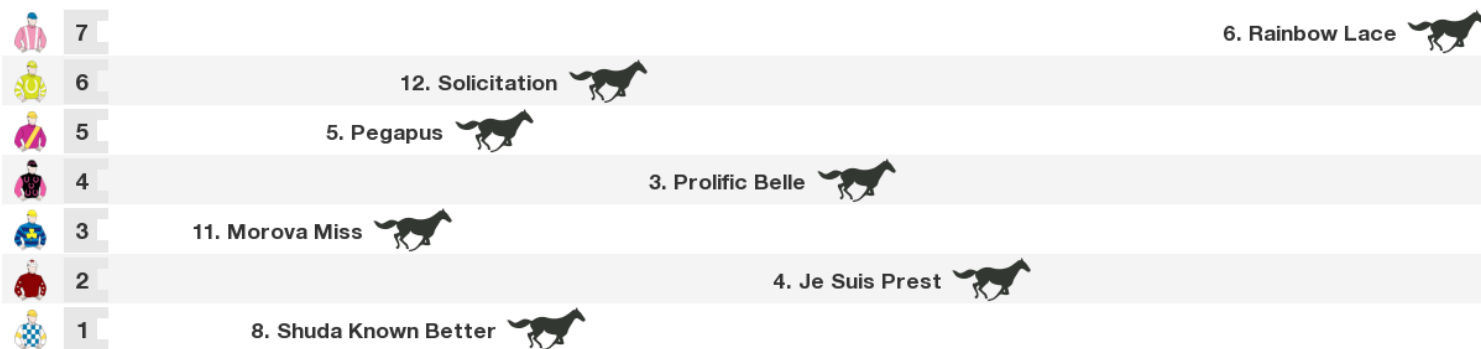 7 6. Rainbow Lace
6 12. Solicitation
5 5. Pegapus
4 3. Prolific Belle
3 11. Morova Miss
2 4. Je Suis Prest
1 8. Shuda Known Better